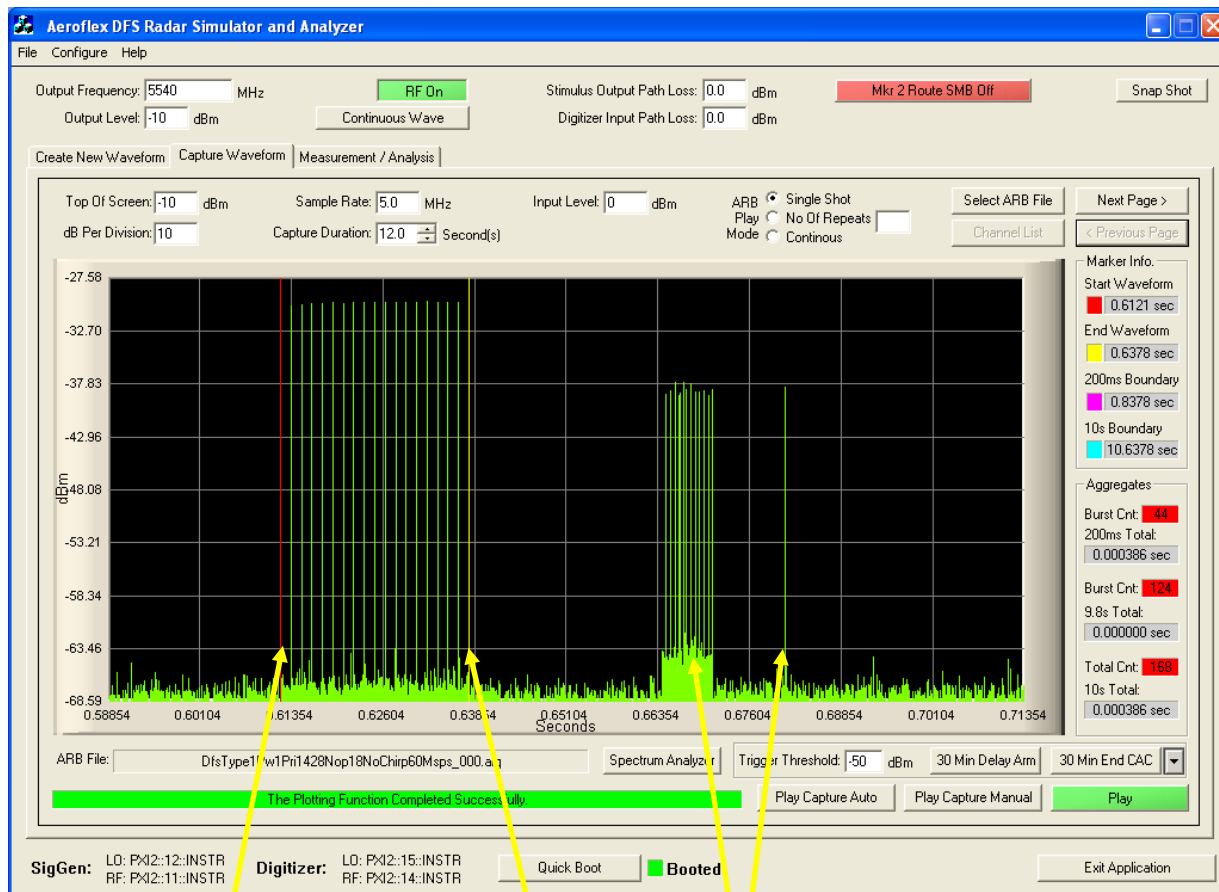 Aeroflex DFS Radar Simulator and Analyzer
File Configure Help
Output Frequency: 5540 MHz RF On Stimulus Output Path Loss: 0.0 dBm Mkr 2 Route SMB Off Snap Shot
Output Level: -10 dBm Continuous Wave Digitizer Input Path Loss: 0.0 dBm
Create New Waveform Capture Waveform Measurement / Analysis
Top Of Screen: -10 dBm Sample Rate: 5.0 MHz Input Level: 0 dBm ARB Play Mode Single Shot Select ARB File Next Page >
No Of Repeats
dB Per Division: 10 Capture Duration: 12.0 Second(s) Continous Channel List < Previous Page
-27.58
-32.70
-37.83
-42.96
-48.08
-53.21
-58.34
-63.46
-68.59
dBm
0.58854 0.60104 0.61354 0.62604 0.63854 0.65104 0.66354 0.67604 0.68854 0.70104 0.71354
Seconds
Marker Info.
Start Waveform
0.6121 sec
End Waveform
0.6378 sec
200ms Boundary
0.8378 sec
10s Boundary
10.6378 sec
Aggregates
Burst Cnt: 44
200ms Total:
0.000386 sec
Burst Cnt: 124
9.8s Total:
0.000000 sec
Total Cnt: 168
10s Total:
0.000386 sec
ARB File: DfsType1Pw1Pri1428Nop18NoChirp60Msps_000.aiq Spectrum Analyzer Trigger Threshold: -50 dBm 30 Min Delay Arm 30 Min End CAC
The Plotting Function Completed Successfully. Play Capture Auto Play Capture Manual Play
SigGen: LO: PXI2::12::INSTR Digitizer: LO: PXI2::15::INSTR Quick Boot Booted Exit Application
RF: PXI2::11::INSTR RF: PXI2::14::INSTR